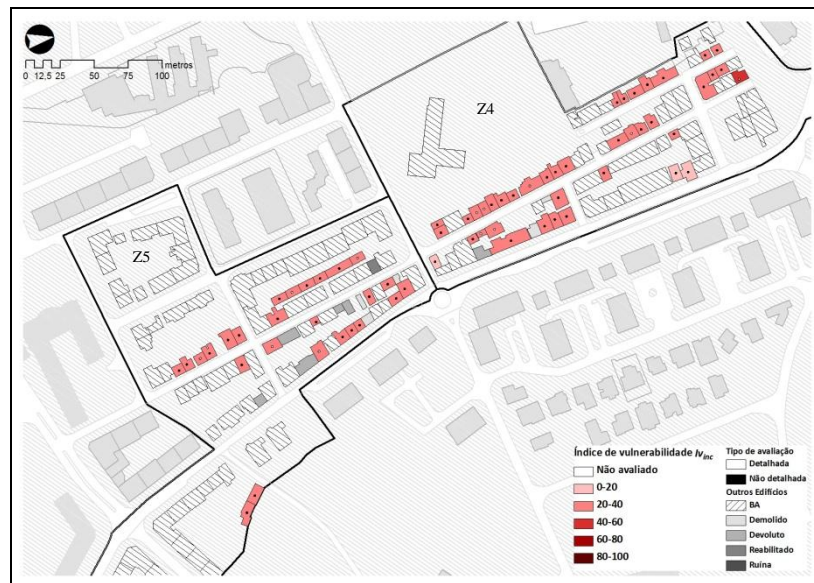 metros
0 12,5 25 50 75 100
Z4
Z5
Índice de vulnerabilidade Iv_inc
Não avaliado
0-20
20-40
40-60
60-80
80-100
Tipo de avaliação
Detalhada
Não detalhada
Outros Edifícios
BA
Demolido
Devoluto
Reabilitado
Ruína